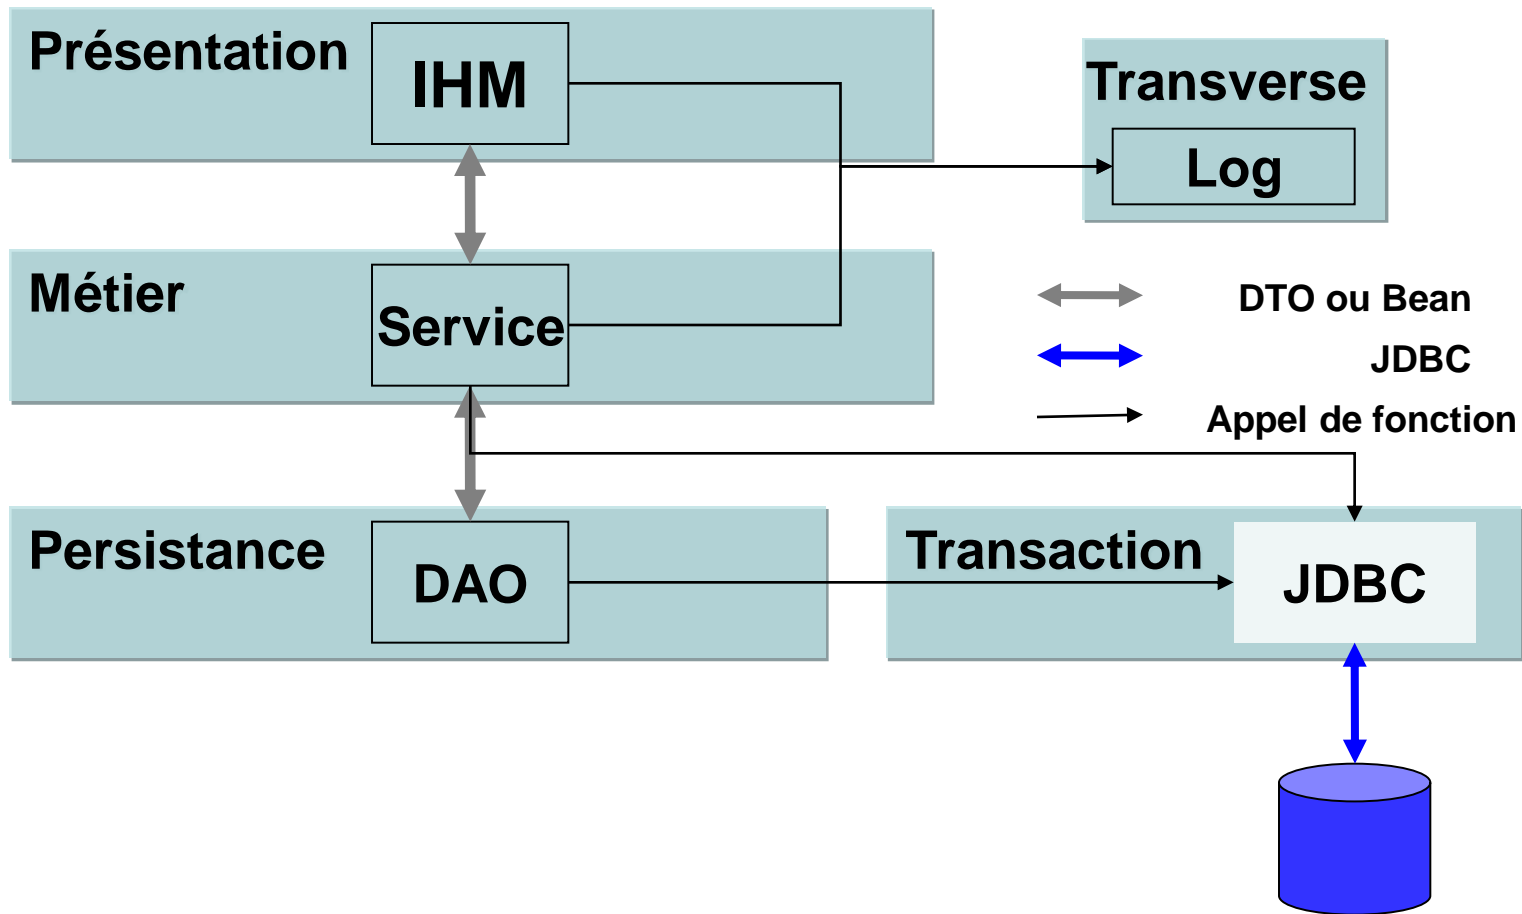 Présentation
IHM
Transverse
Log
Métier
Service
DTO ou Bean
JDBC
Appel de fonction
Persistance
DAO
Transaction
JDBC